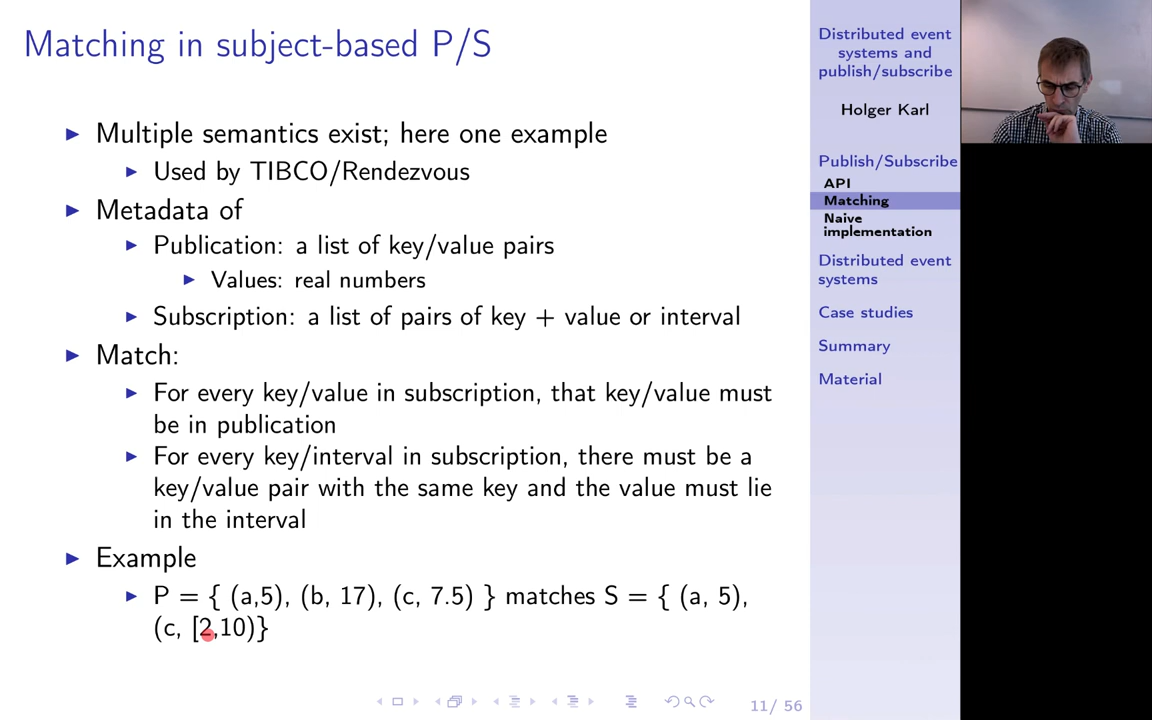 Matching in subject-based P/S
▶ Multiple semantics exist; here one example
▶ Used by TIBCO/Rendezvous
▶ Metadata of
▶ Publication: a list of key/value pairs
▶ Values: real numbers
▶ Subscription: a list of pairs of key + value or interval
▶ Match:
▶ For every key/value in subscription, that key/value must
be in publication
▶ For every key/interval in subscription, there must be a
key/value pair with the same key and the value must lie
in the interval
▶ Example
▶ P = { (a,5), (b, 17), (c, 7.5) } matches S = { (a, 5),
(c, [2,10)}
11/ 56
Distributed event
systems and
publish/subscribe
Holger Karl
Publish/Subscribe
API
Matching
Naive
implementation
Distributed event
systems
Case studies
Summary
Material